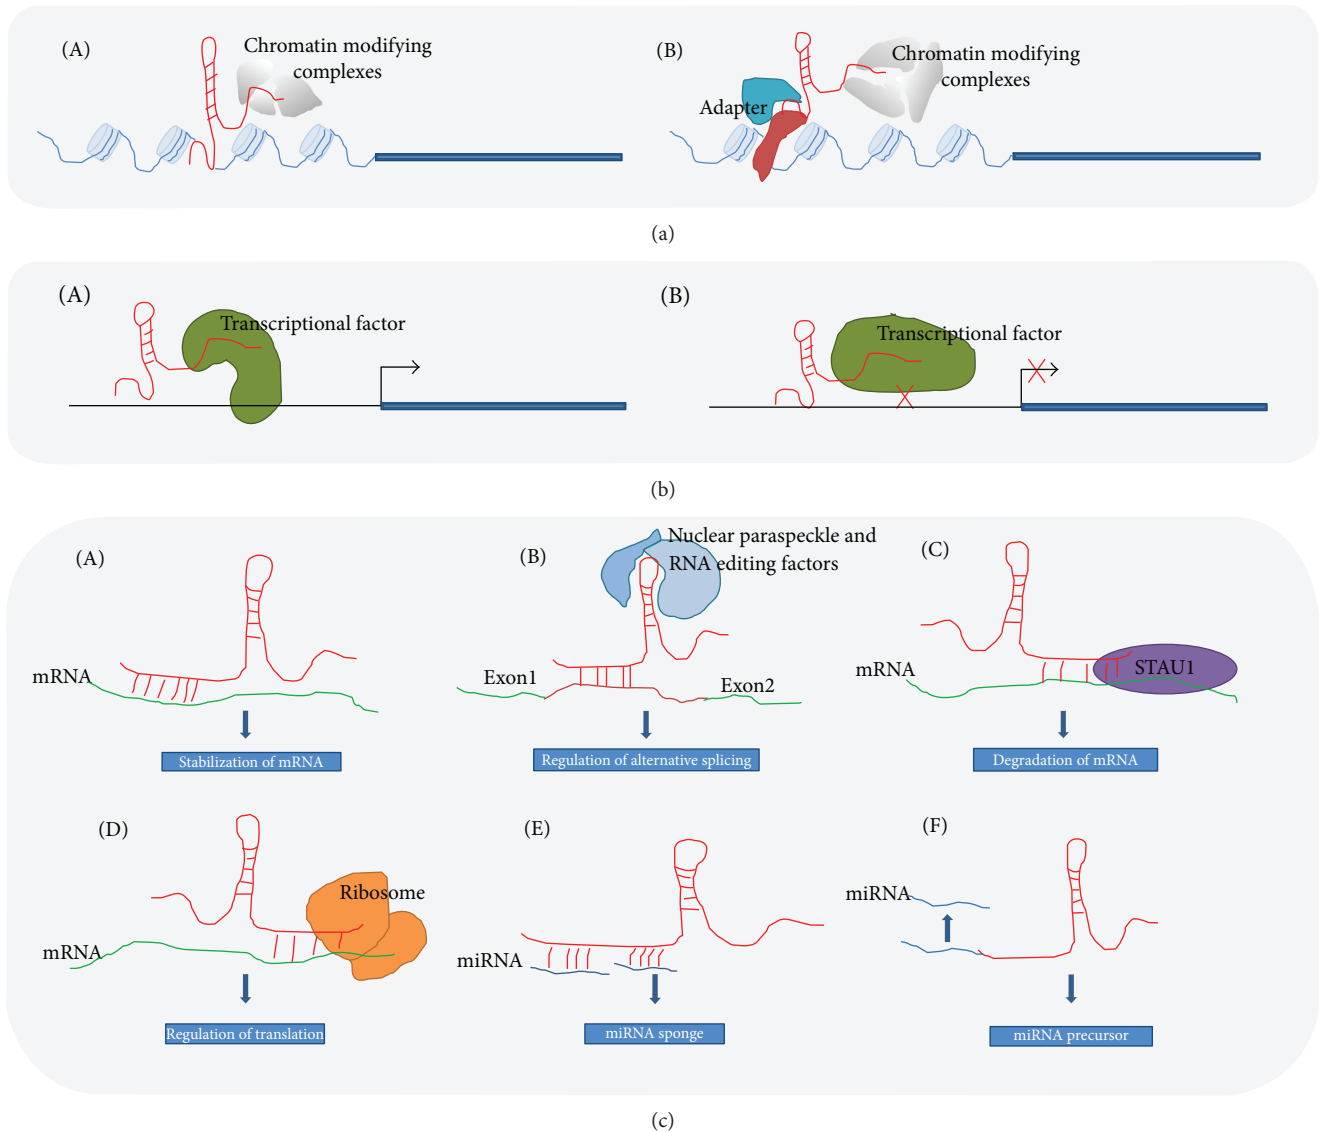 (A)
Chromatin modifying
complexes
(B)
Chromatin modifying
complexes
Adapter
(a)
(A)
Transcriptional factor
(B)
Transcriptional factor
(b)
(A)
mRNA
Stabilization of mRNA
(B)
Nuclear paraspeckle and
RNA editing factors
Exon1
Exon2
Regulation of alternative splicing
(C)
mRNA
STAU1
Degradation of mRNA
(D)
Ribosome
mRNA
Regulation of translation
(E)
miRNA
miRNA sponge
(F)
miRNA
miRNA precursor
(c)